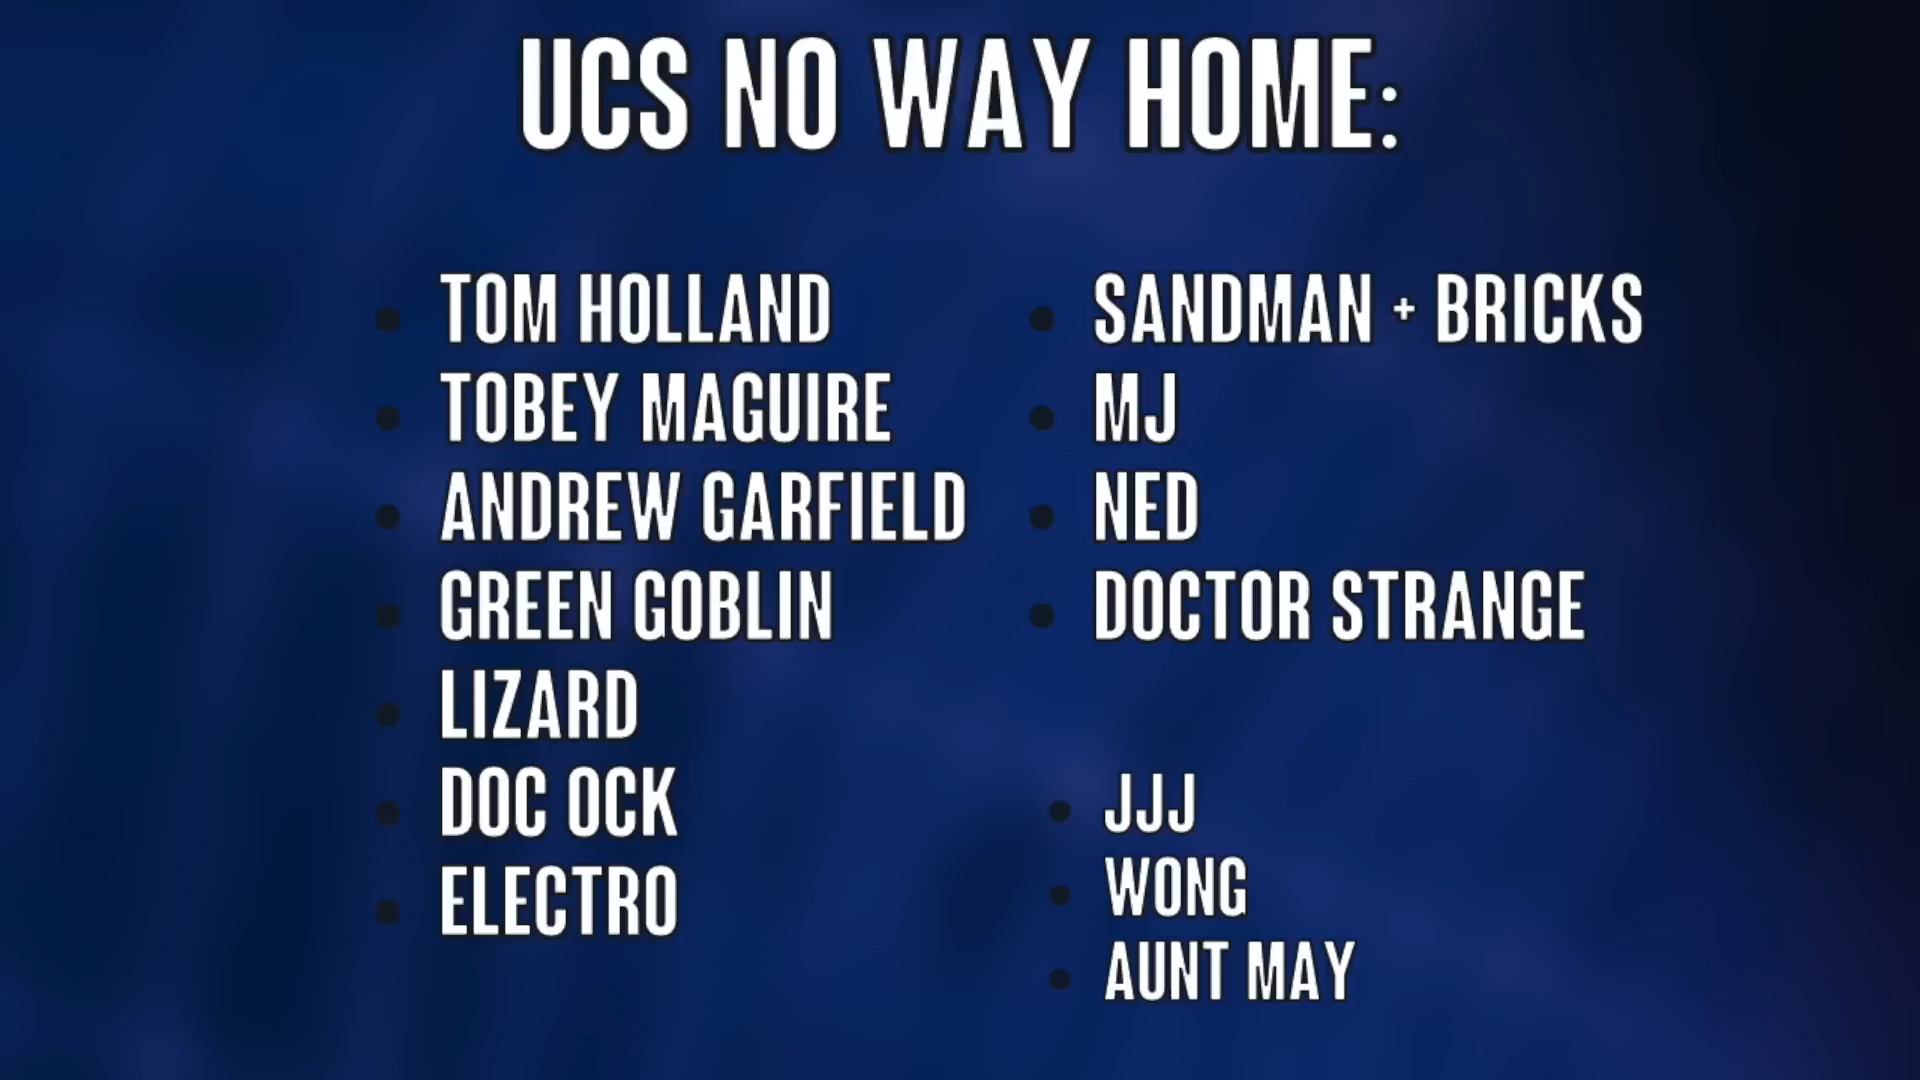 UCS NO WAY HOME:
TOM HOLLAND
TOBEY MAGUIRE
ANDREW GARFIELD
GREEN GOBLIN
LIZARD
DOC OCK
ELECTRO
SANDMAN + BRICKS
MJ
NED
DOCTOR STRANGE
JJJ
WONG
AUNT MAY